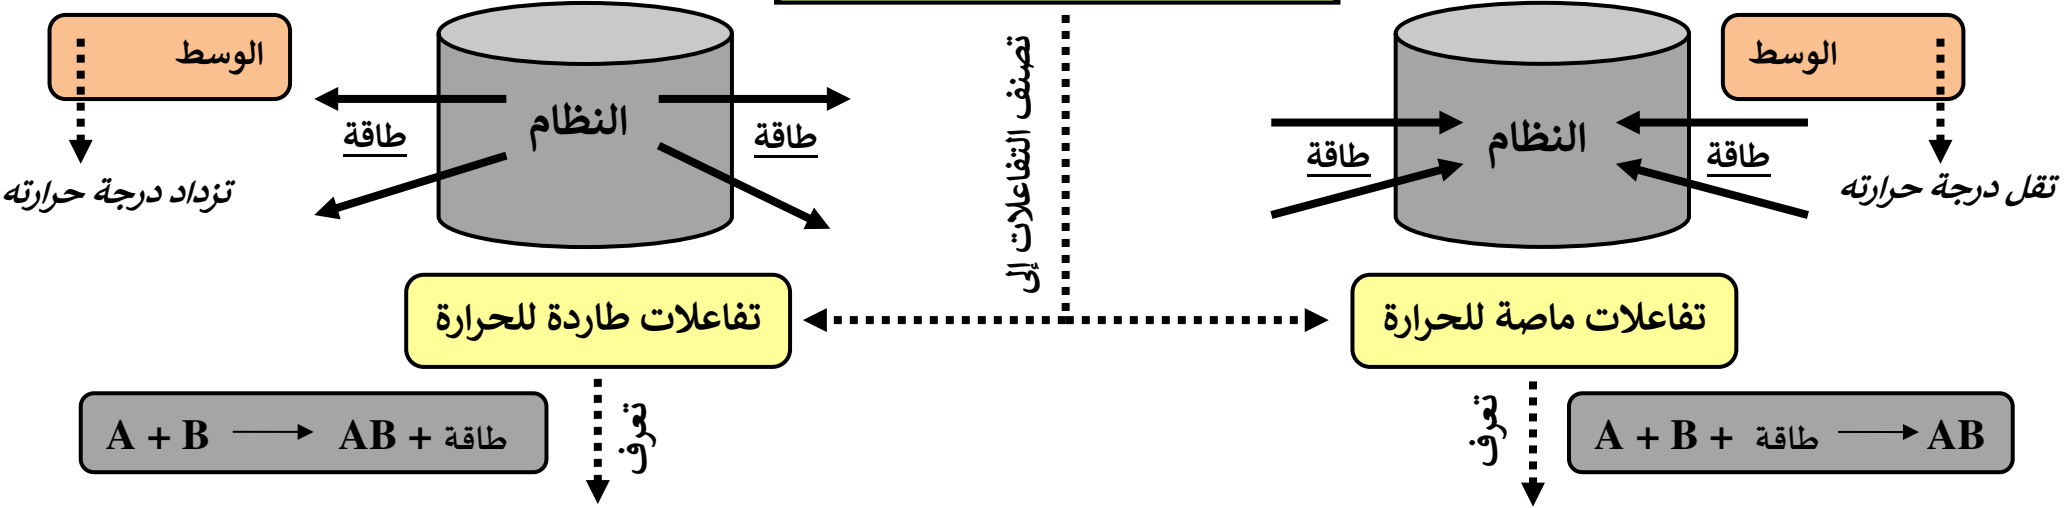 الوسط
النظام
طاقة
طاقة
تقل درجة حرارته
تصنف التفاعلات إلى
الوسط
النظام
طاقة
طاقة
تزداد درجة حرارته
تفاعلات ماصة للحرارة
تفاعلات طاردة للحرارة
تعرف
A + B + طاقة ⟶ AB
تعرف
A + B ⟶ AB + طاقة